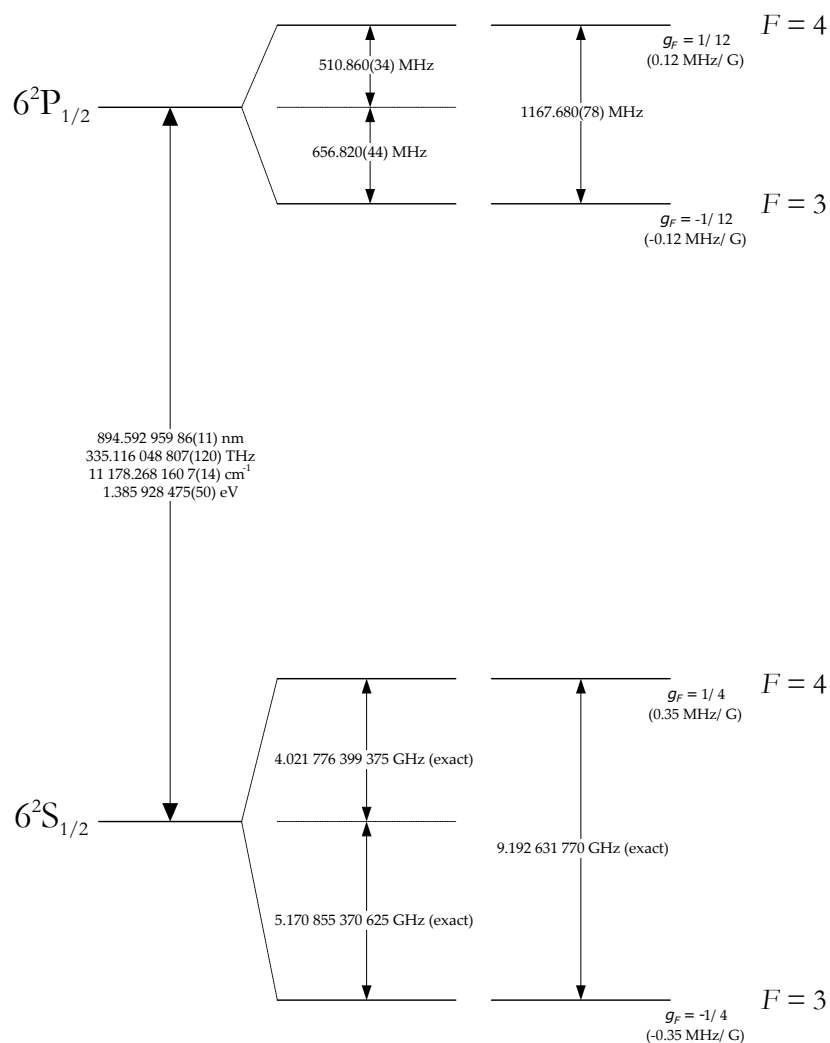 F = 4
g_F = 1/12
(0.12 MHz/G)
510.860(34) MHz
6²P₁/₂
1167.680(78) MHz
656.820(44) MHz
F = 3
g_F = -1/12
(-0.12 MHz/G)
894.592 959 86(11) nm
335.116 048 807(120) THz
11 178.268 160 7(14) cm⁻¹
1.385 928 475(50) eV
F = 4
g_F = 1/4
(0.35 MHz/G)
4.021 776 399 375 GHz (exact)
6²S₁/₂
9.192 631 770 GHz (exact)
5.170 855 370 625 GHz (exact)
F = 3
g_F = -1/4
(-0.35 MHz/G)